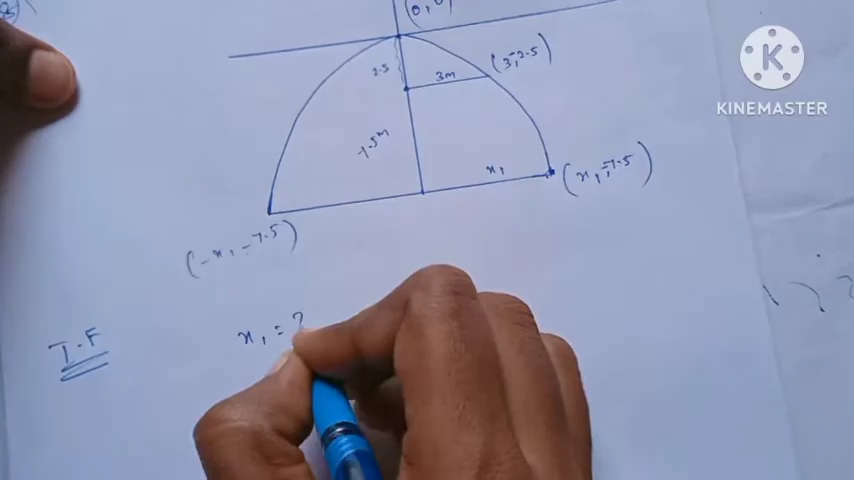 (0,0)
2.5
3m
(3,-2.5)
7.5m
x₁
(x₁,-7.5)
(-x₁,-7.5)
T.F
x₁ = ?
K
KINEMASTER